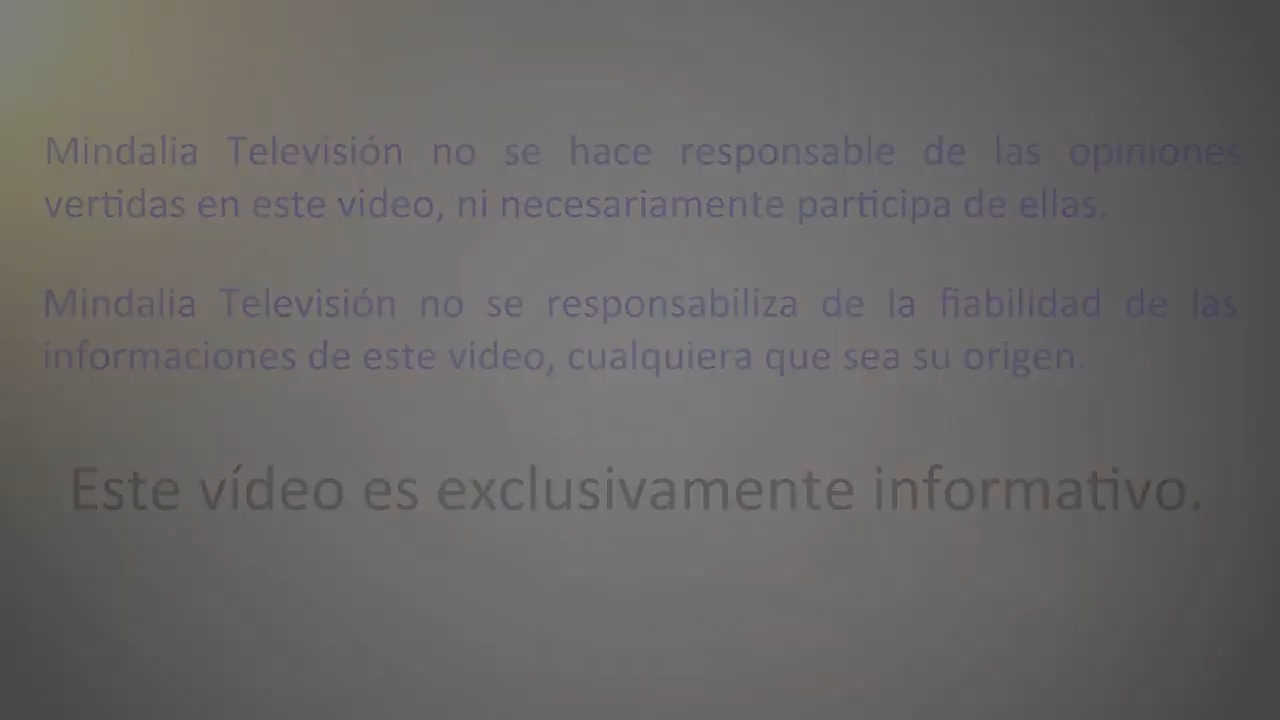 Mindalia Televisión no se hace responsable de las opiniones
vertidas en este video, ni necesariamente participa de ellas.
Mindalia Televisión no se responsabiliza de la fiabilidad de las
informaciones de este video, cualquiera que sea su origen.
Este vídeo es exclusivamente informativo.